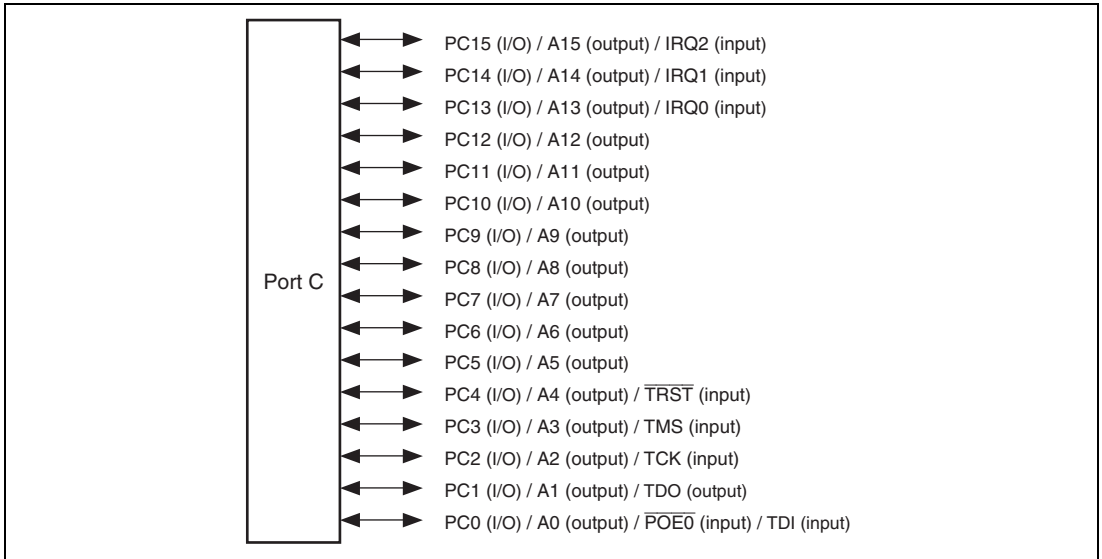 PC15 (I/O) / A15 (output) / IRQ2 (input)
PC14 (I/O) / A14 (output) / IRQ1 (input)
PC13 (I/O) / A13 (output) / IRQ0 (input)
PC12 (I/O) / A12 (output)
PC11 (I/O) / A11 (output)
PC10 (I/O) / A10 (output)
PC9 (I/O) / A9 (output)
PC8 (I/O) / A8 (output)
Port C
PC7 (I/O) / A7 (output)
PC6 (I/O) / A6 (output)
PC5 (I/O) / A5 (output)
PC4 (I/O) / A4 (output) / T̅R̅S̅T̅ (input)
PC3 (I/O) / A3 (output) / TMS (input)
PC2 (I/O) / A2 (output) / TCK (input)
PC1 (I/O) / A1 (output) / TDO (output)
PC0 (I/O) / A0 (output) / P̅O̅E̅0̅ (input) / TDI (input)